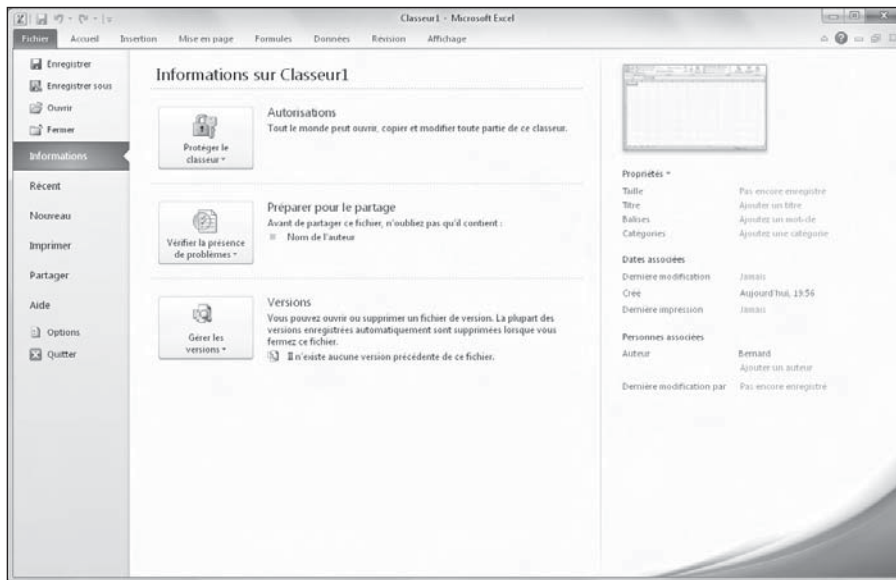 Classeur1 - Microsoft Excel
Fichier Accueil Insertion Mise en page Formules Données Révision Affichage
Enregistrer
Enregistrer sous
Ouvrir
Fermer
Informations
Récent
Nouveau
Imprimer
Partager
Aide
Options
Quitter
Informations sur Classeur1
Protéger le
classeur
Autorisations
Tout le monde peut ouvrir, copier et modifier toute partie de ce classeur.
Vérifier la présence
de problèmes
Préparer pour le partage
Avant de partager ce fichier, n'oubliez pas qu'il contient :
Nom de l'auteur
Gérer les
versions
Versions
Vous pouvez ouvrir ou supprimer un fichier de version. La plupart des
versions enregistrées automatiquement sont supprimées lorsque vous
fermez ce fichier.
Il n'existe aucune version précédente de ce fichier.
Propriétés
Taille Pas encore enregistré
Titre Ajouter un titre
Balises Ajoutez un mot-clé
Catégories Ajoutez une catégorie
Dates associées
Dernière modification Jamais
Créé Aujourd'hui, 19:56
Dernière impression Jamais
Personnes associées
Auteur Bernard
Ajouter un auteur
Dernière modification par Pas encore enregistré